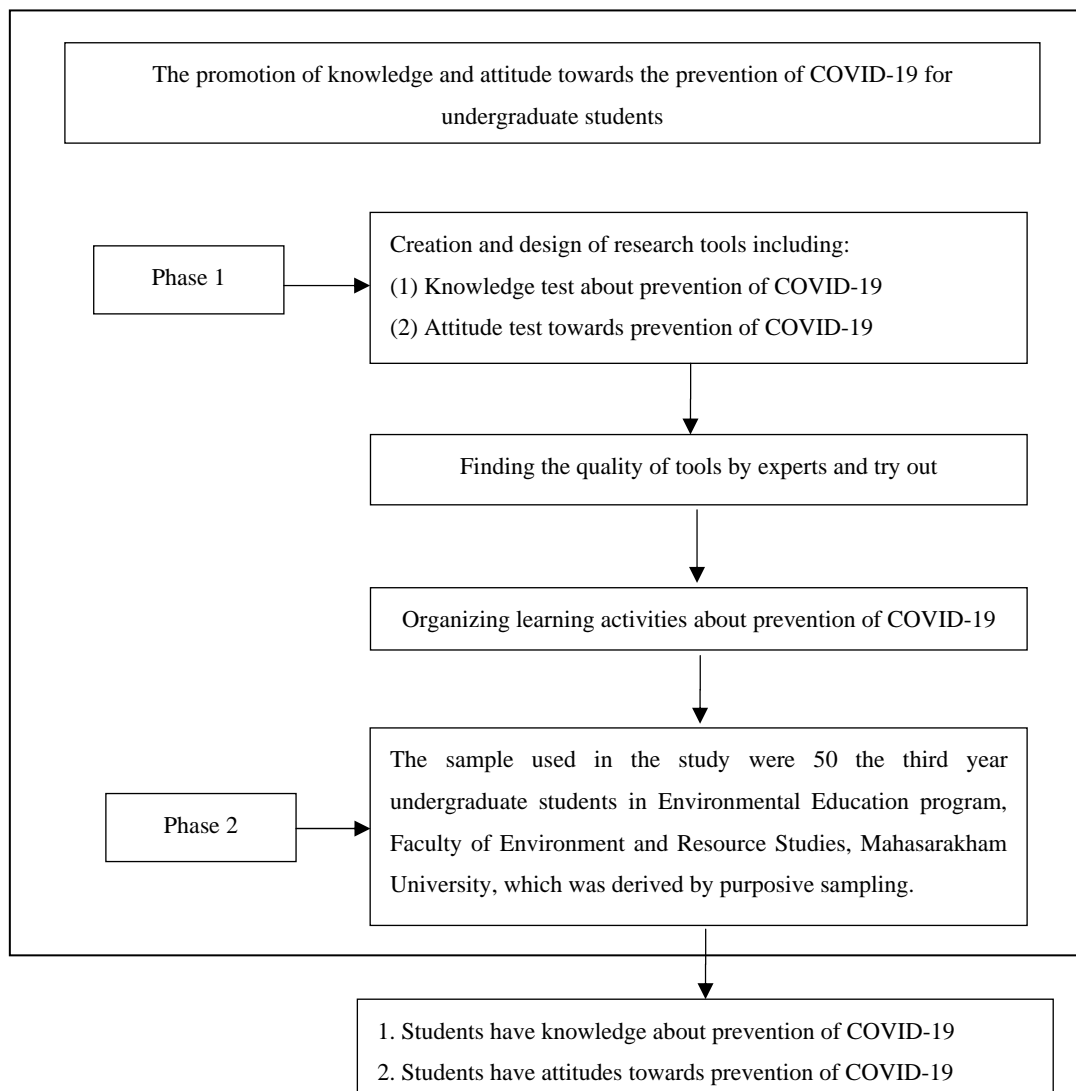 The promotion of knowledge and attitude towards the prevention of COVID-19 for
undergraduate students
Phase 1
Creation and design of research tools including:
(1) Knowledge test about prevention of COVID-19
(2) Attitude test towards prevention of COVID-19
Finding the quality of tools by experts and try out
Organizing learning activities about prevention of COVID-19
Phase 2
The sample used in the study were 50 the third year
undergraduate students in Environmental Education program,
Faculty of Environment and Resource Studies, Mahasarakham
University, which was derived by purposive sampling.
1. Students have knowledge about prevention of COVID-19
2. Students have attitudes towards prevention of COVID-19